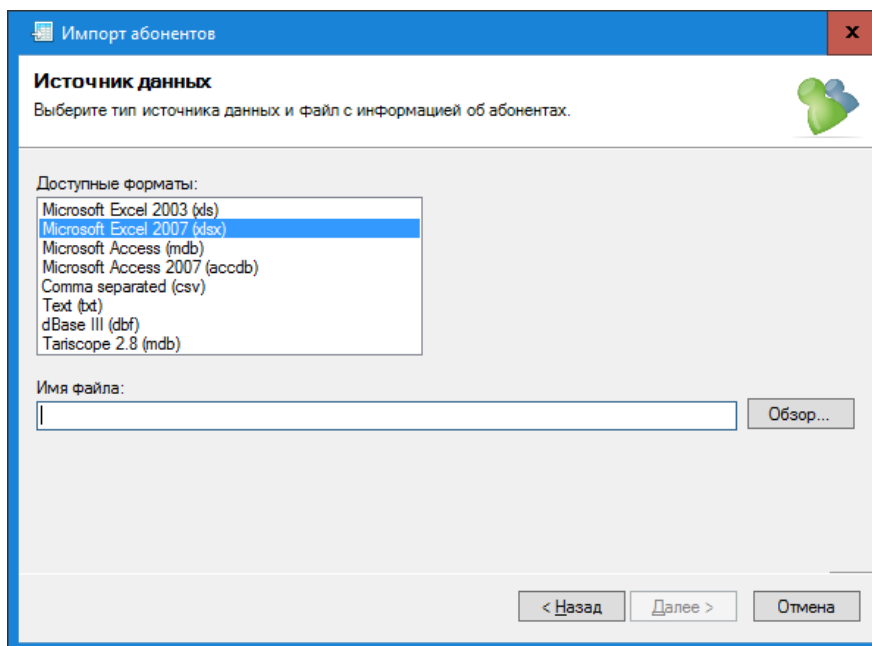 Импорт абонентов
Источник данных
Выберите тип источника данных и файл с информацией об абонентах.
Доступные форматы:
Microsoft Excel 2003 (xls)
Microsoft Excel 2007 (xlsx)
Microsoft Access (mdb)
Microsoft Access 2007 (accdb)
Comma separated (csv)
Text (txt)
dBase III (dbf)
Tariscope 2.8 (mdb)
Имя файла:
Обзор...
< Назад Далее > Отмена